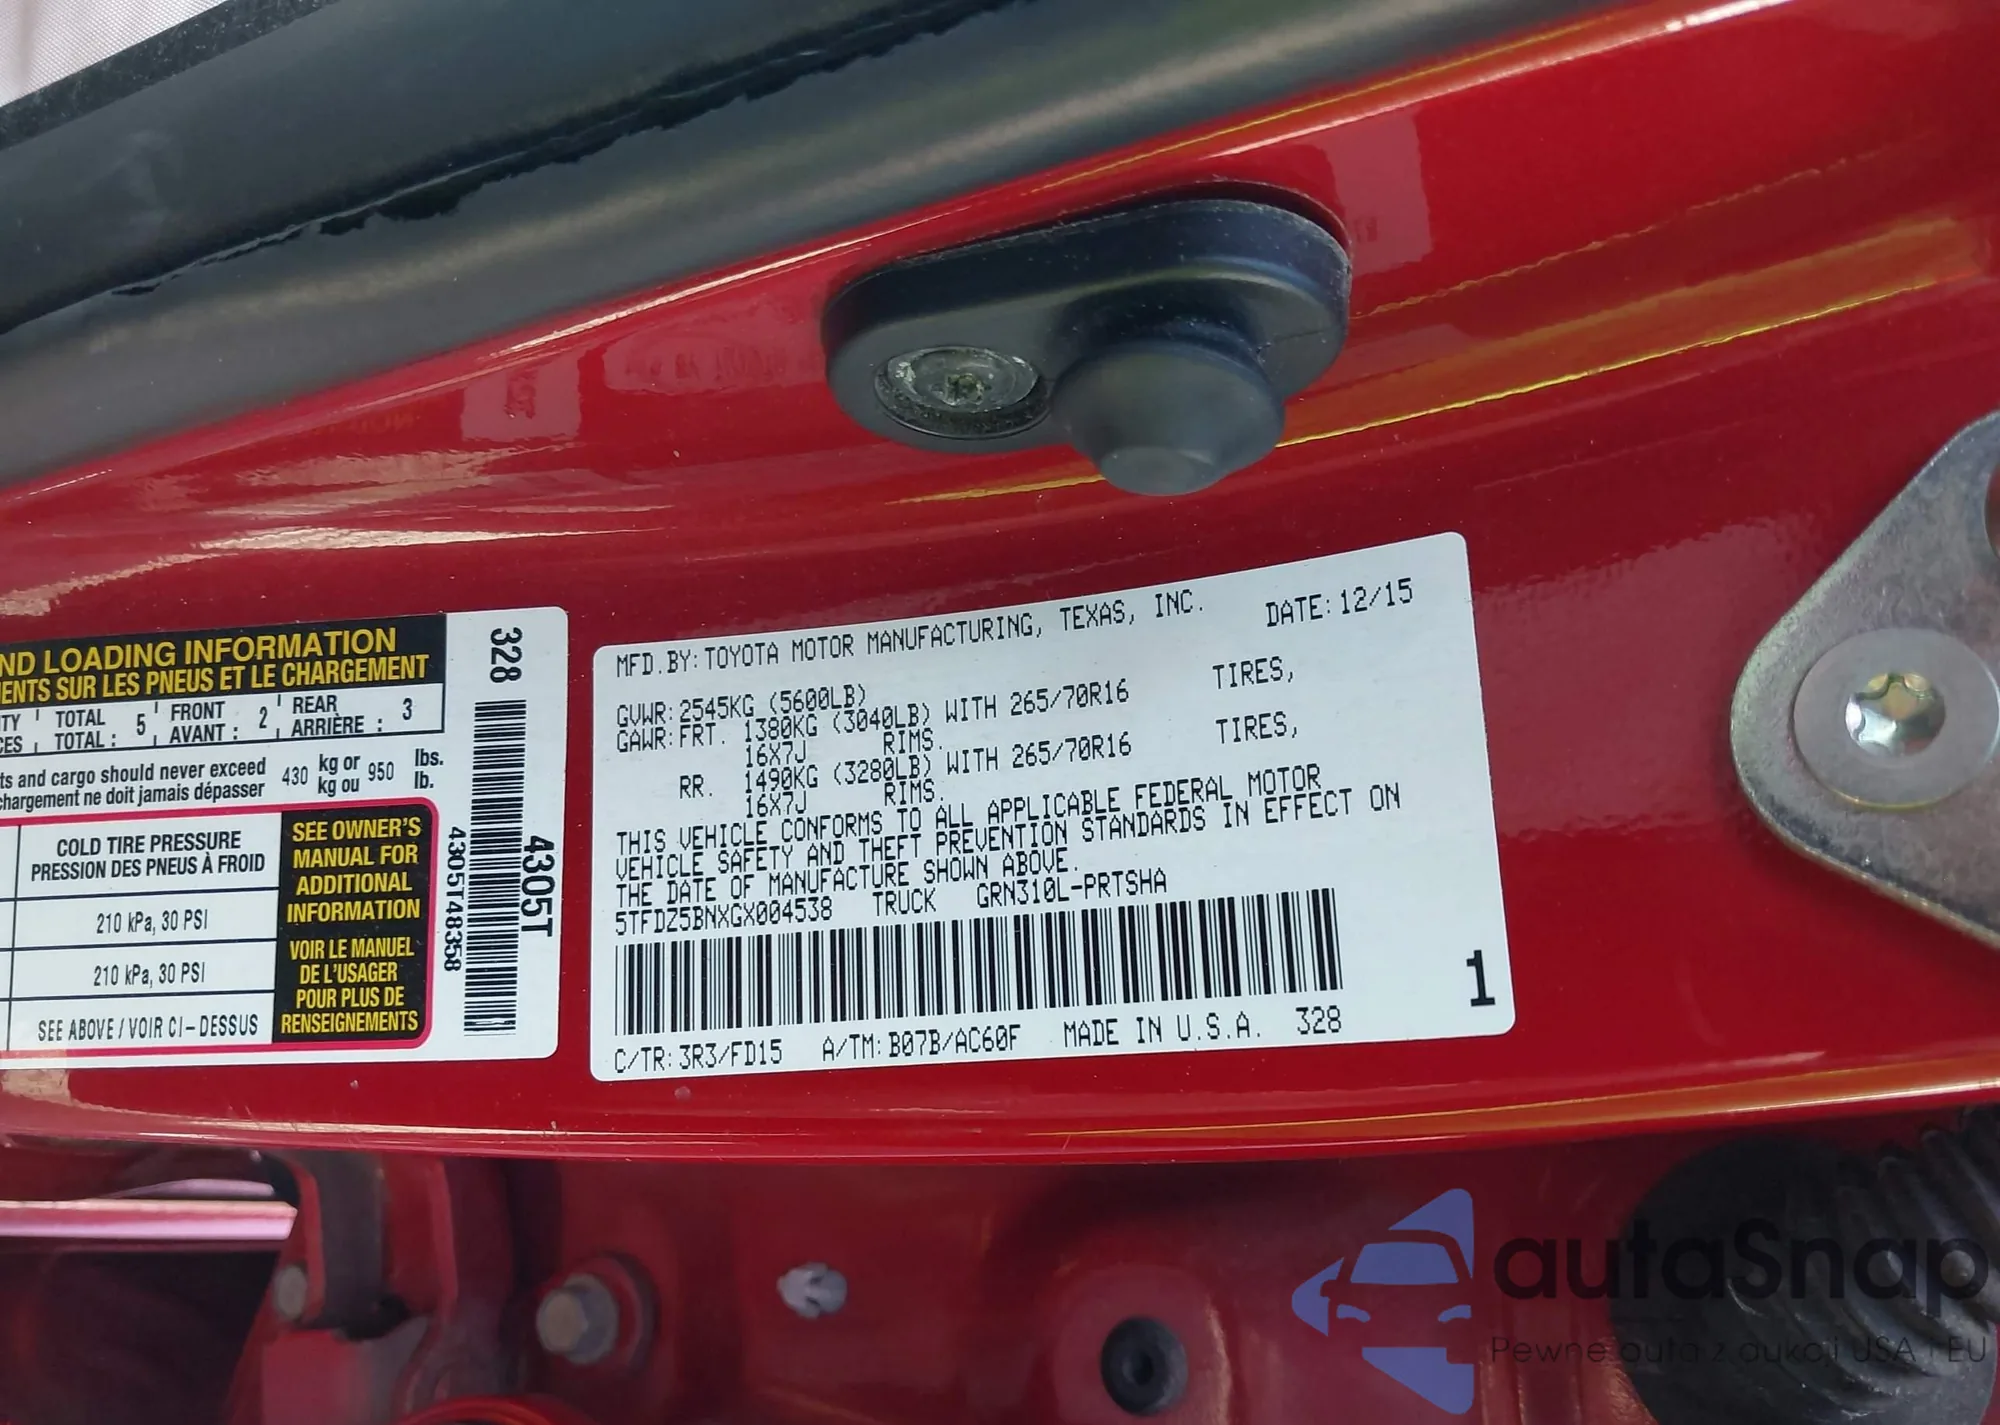 ND LOADING INFORMATION
ENTS SUR LES PNEUS ET LE CHARGEMENT
TY TOTAL 5 FRONT 2 REAR 3
CES TOTAL : AVANT : ARRIÈRE :
ts and cargo should never exceed 430 kg or 950 lbs.
chargement ne doit jamais dépasser kg ou lb.
COLD TIRE PRESSURE
PRESSION DES PNEUS À FROID
210 kPa, 30 PSI
210 kPa, 30 PSI
SEE ABOVE / VOIR CI-DESSUS
SEE OWNER'S
MANUAL FOR
ADDITIONAL
INFORMATION
VOIR LE MANUEL
DE L'USAGER
POUR PLUS DE
RENSEIGNEMENTS
328
4305T48358
4305T
MFD.BY: TOYOTA MOTOR MANUFACTURING, TEXAS, INC. DATE: 12/15
GVWR: 2545KG (5600LB)
GAWR: FRT. 1380KG (3040LB) WITH 265/70R16 TIRES,
16X7J RIMS.
RR. 1490KG (3280LB) WITH 265/70R16 TIRES,
16X7J RIMS.
THIS VEHICLE CONFORMS TO ALL APPLICABLE FEDERAL MOTOR
VEHICLE SAFETY AND THEFT PREVENTION STANDARDS IN EFFECT ON
THE DATE OF MANUFACTURE SHOWN ABOVE.
5TFDZ5BNXGX004538 TRUCK GRN310L-PRTSHA
1
C/TR: 3R3/FD15 A/TM: B07B/AC60F MADE IN U.S.A. 328
autaSnap
Pewne auta z aukcji USA i EU